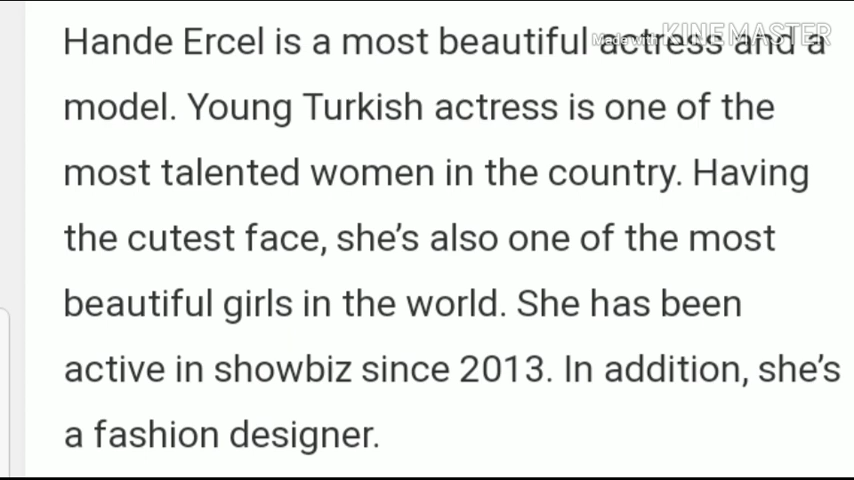 Hande Ercel is a most beautiful actress and a
Made with KINEMASTER
model. Young Turkish actress is one of the
most talented women in the country. Having
the cutest face, she’s also one of the most
beautiful girls in the world. She has been
active in showbiz since 2013. In addition, she’s
a fashion designer.